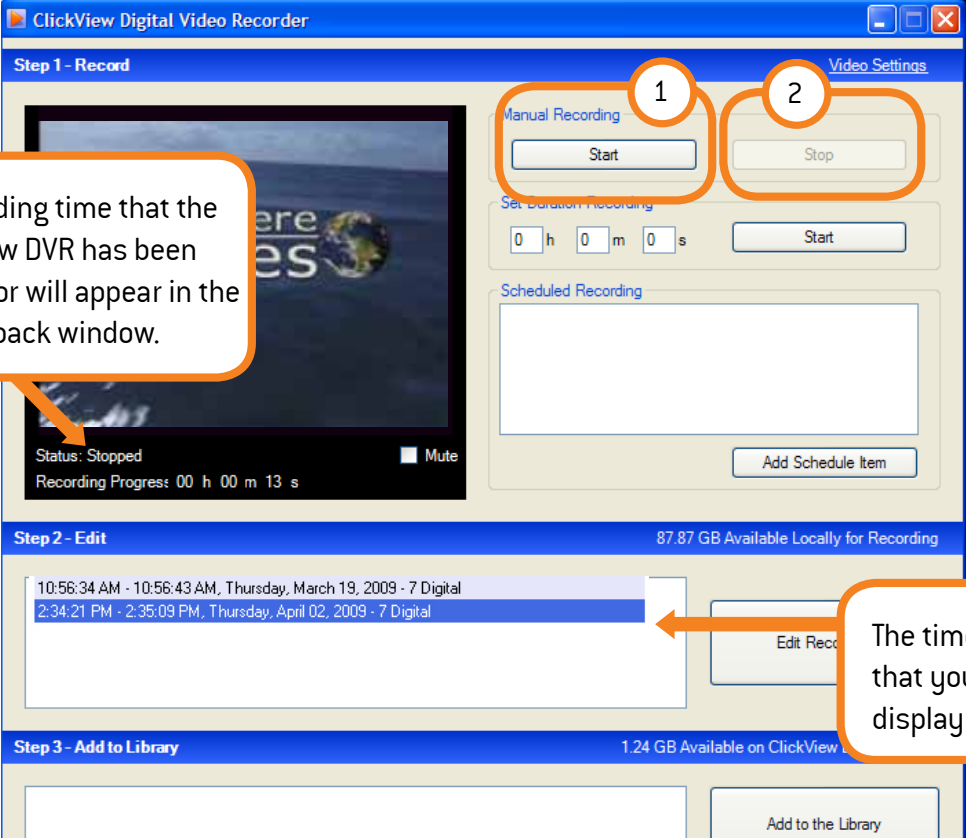 ClickView Digital Video Recorder
Step 1 - Record
Video Settings
1
2
Manual Recording
Start
Stop
ding time that the
w DVR has been
or will appear in the
back window.
ere
es
Set Duration Recording
0 h 0 m 0 s
Start
Scheduled Recording
Status: Stopped
Mute
Recording Progress 00 h 00 m 13 s
Add Schedule Item
Step 2 - Edit
87.87 GB Available Locally for Recording
10:56:34 AM - 10:56:43 AM, Thursday, March 19, 2009 - 7 Digital
2:34:21 PM - 2:35:09 PM, Thursday, April 02, 2009 - 7 Digital
Edit Reco
The time
that you
display
Step 3 - Add to Library
1.24 GB Available on ClickView
Add to the Library